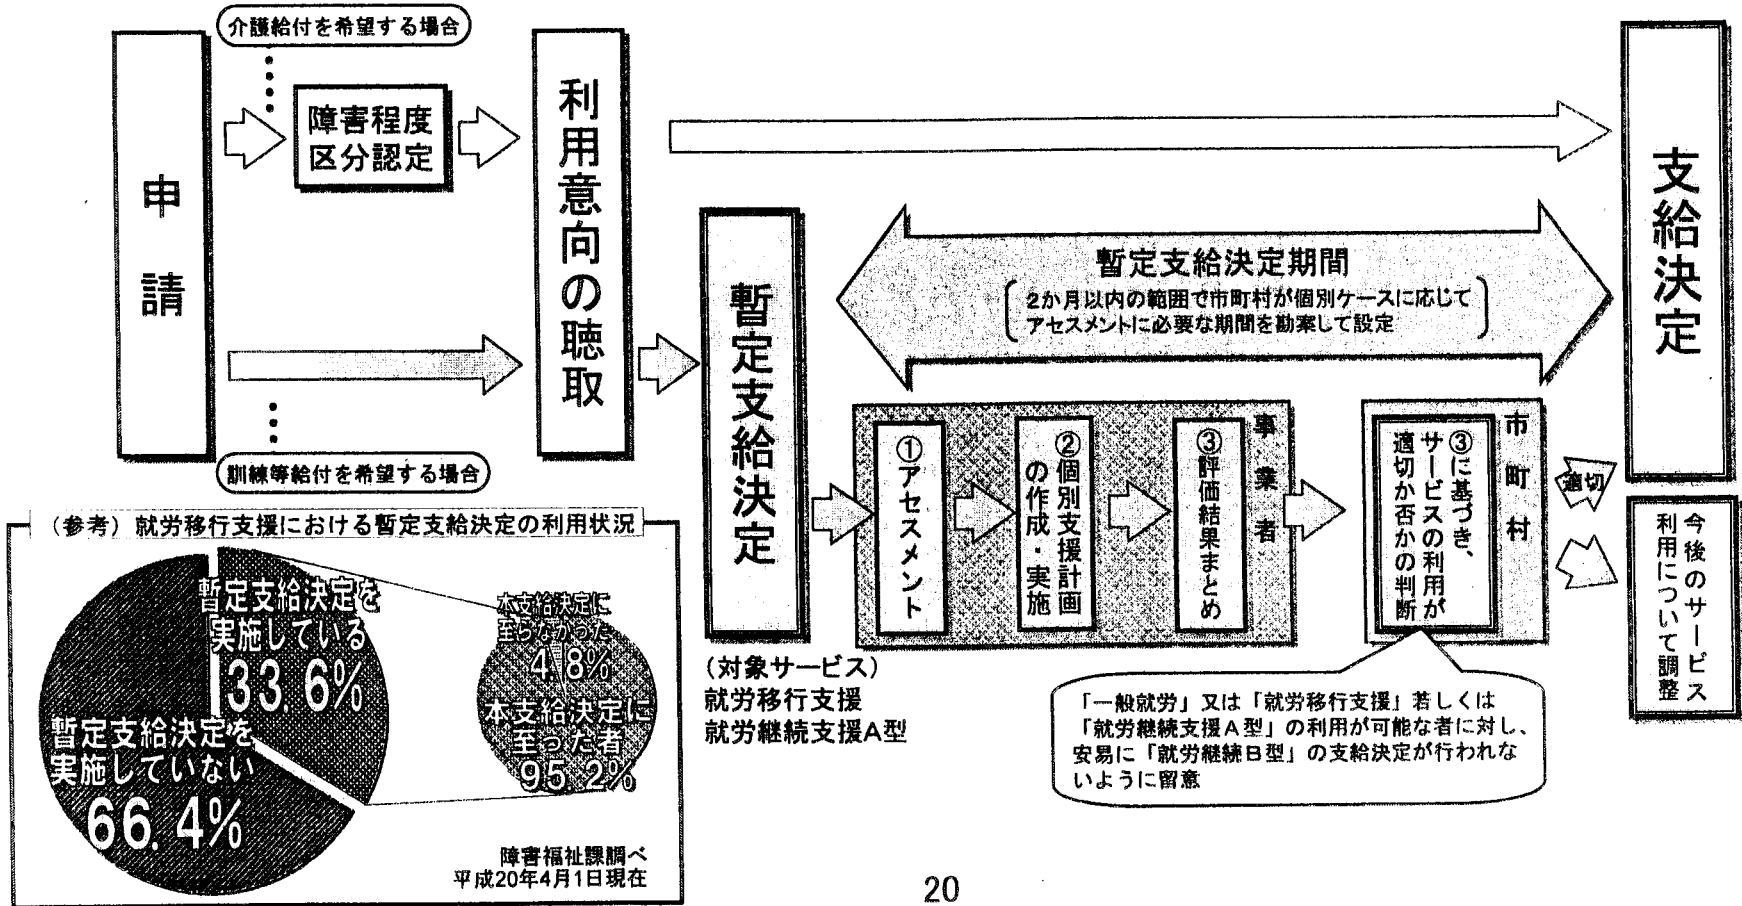 介護給付を希望する場合
申請
障害程度
区分認定
利用意向の聴取
訓練等給付を希望する場合
暫定支給決定
(対象サービス)
就労移行支援
就労継続支援A型
暫定支給決定期間
2か月以内の範囲で市町村が個別ケースに応じて
アセスメントに必要な期間を勘案して設定
事業者
①アセスメント
②個別支援計画
の作成・実施
③評価結果まとめ
市町村
③に基づき、
サービスの利用が
適切か否かの判断
適切
支給決定
今後のサービス
利用について調整
「一般就労」又は「就労移行支援」若しくは
「就労継続支援A型」の利用が可能な者に対し、
安易に「就労継続B型」の支給決定が行われな
いように留意
(参考)就労移行支援における暫定支給決定の利用状況
暫定支給決定を
実施している
33.6%
暫定支給決定を
実施していない
66.4%
本支給決定に
至らなかった
4.8%
本支給決定に
至った者
95.2%
障害福祉課調べ
平成20年4月1日現在
20